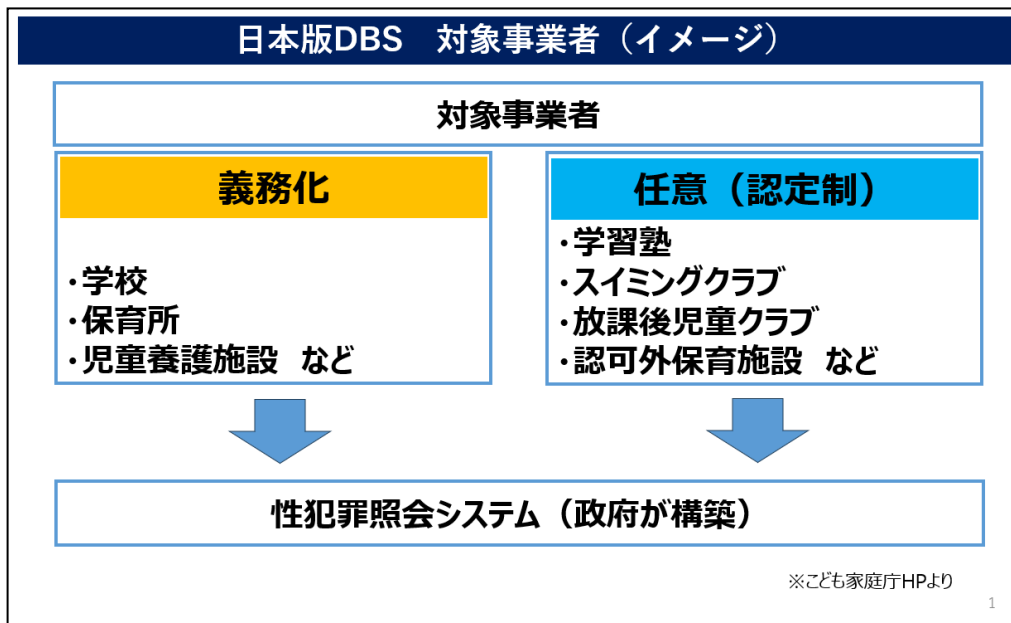 日本版DBS　対象事業者（イメージ）
対象事業者
義務化
・学校
・保育所
・児童養護施設　など
任意（認定制）
・学習塾
・スイミングクラブ
・放課後児童クラブ
・認可外保育施設　など
性犯罪照会システム（政府が構築）
※こども家庭庁HPより
1